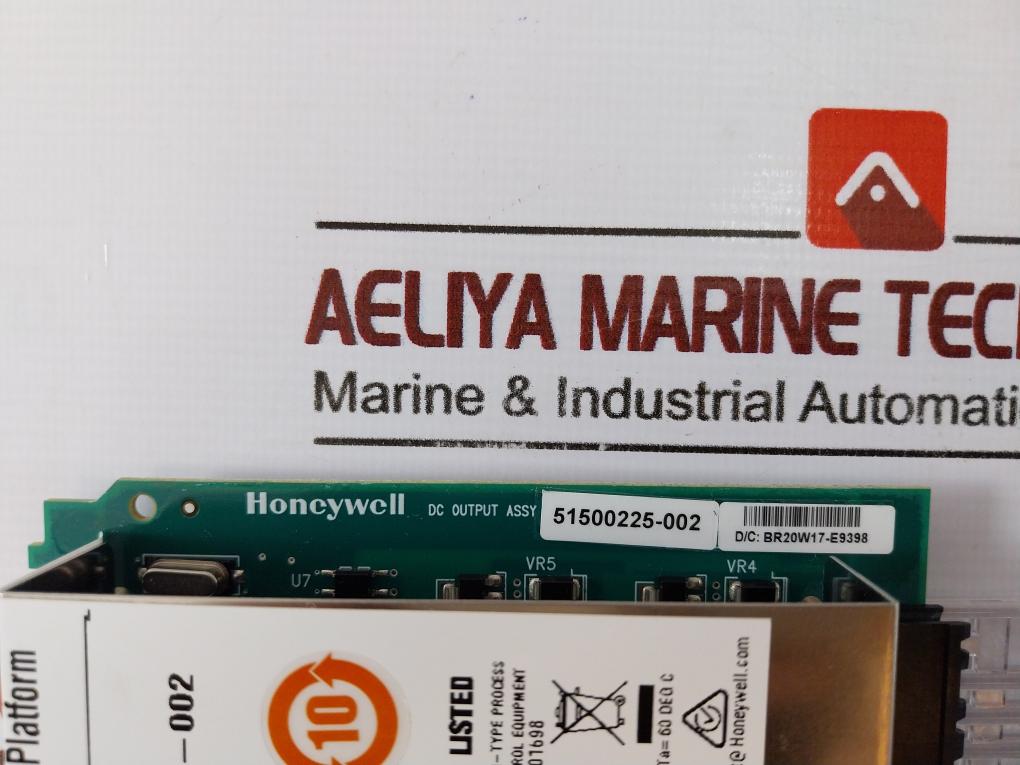 AELIYA MARINE TEC
Marine & Industrial Automati
Honeywell DC OUTPUT ASSY 51500225-002
D/C: BR20W17-E9398
U7
VR5
VR4
Platform
-002
10
LISTED
-TYPE PROCESS
ROL EQUIPMENT
01698
Ta= 60 DEG C
@ Honeywell.com